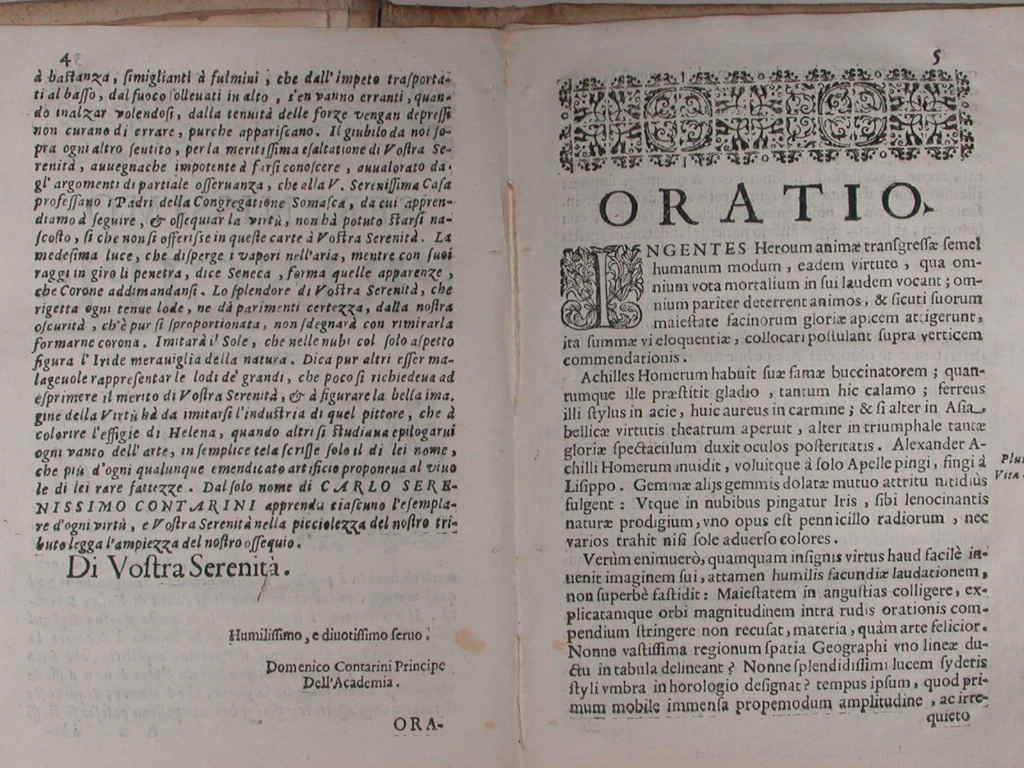 4
à bastanza, simiglianti à fulmini, che dall'impeto trasporta-
ti al basso, dal fuoco solleuati in alto, s'en vanno erranti, quan-
do inalzar volendosi, dalla tenuità delle forze vengan depressi
non curano di errare, purche appariscano. Il giubilo da noi so-
pra ogni altro sentito, per la meritissima esaltatione di Vostra Se-
renità, auuegnache impotente à farsi conoscere, auualorato da-
gl' argomenti di partiale osseruanza, che alla V. Serenissima Casa
professano i Padri della Congregatione Somasca, da cui appren-
diamo à seguire, & ossequiar la virtù, non hà potuto starsi na-
scosto, sì che non si offerisse in queste carte à Vostra Serenità. La
medesima luce, che disperge i vapori nell'aria, mentre con suoi
raggi in giro li penetra, dice Seneca, forma quelle apparenze,
che Corone addimandansi. Lo splendore di Vostra Serenità, che
rigetta ogni tenue lode, ne dà parimenti certezza, dalla nostra
oscurità, ch'è pur sì sproportionata, non sdegnarà con rimirarla
formarne corona. Imitarà il Sole, che nelle nubi col solo aspetto
figura l'Iride merauiglia della natura. Dica pur altri esser ma-
lageuole rappresentar le lodi de' grandi, che poco si richiedeua ad
esprimere il merito di Vostra Serenità, & à figurare la bella ima.
gine della Virtù hà da imitarsi l'industria di quel pittore, che à
colorire l'effigie di Helena, quando altri si studiaua epilogarui
ogni vanto dell'arte, in semplice tela scrisse solo il di lei nome,
che più d'ogni qualunque emendicato artificio proponeua al viuo
le di lei rare fattezze. Dal solo nome di CARLO SERE-
NISSIMO CONTARINI apprenda ciascuno l'esempla-
re d'ogni virtù, e Vostra Serenità nella picciolezza del nostro tri-
buto legga l'ampiezza del nostro ossequio.
Di Vostra Serenità.
Humilissimo, e diuotissimo seruo.
Domenico Contarini Principe
Dell'Academia.
ORA-
5
ORATIO.
INGENTES Heroum animæ transgressæ semel
humanum modum, eadem virtute, qua om-
nium vota mortalium in sui laudem vocant; om-
nium pariter deterrent animos, & sicuti suorum
maiestate facinorum gloriæ apicem attigerunt,
ita summæ vi eloquentiæ, collocari postulant supra verticem
commendationis.
Achilles Homerum habuit suæ famæ buccinatorem; quan-
tumque ille præstitit gladio, tantum hic calamo; ferreus
illi stylus in acie, huic aureus in carmine; & si alter in Asia,
bellicæ virtutis theatrum aperuit, alter in triumphale tantæ
gloriæ spectaculum duxit oculos posteritatis. Alexander A-
chilli Homerum inuidit, voluitque à solo Apelle pingi, fingi à
Lisippo. Gemmæ alijs gemmis dolatæ mutuo attritu nitidiùs
fulgent: Vtque in nubibus pingatur Iris, sibi lenocinantis
naturæ prodigium, vno opus est pennicillo radiorum, nec
varios trahit nisi sole aduerso colores.
Plu
Vita
Verùm enimuerò, quamquam insignis virtus haud facilè in-
uenit imaginem sui, attamen humilis facundiæ laudationem,
non superbè fastidit: Maiestatem in angustias colligere, ex-
plicatamque orbi magnitudinem intra rudis orationis com-
pendium stringere non recusat, materia, quàm arte felicior.
Nonne vastissima regionum spatia Geographi vno lineæ du-
ctu in tabula delineant? Nonne splendidissimi lucem syderis
styli vmbra in horologio designat? tempus ipsum, quod pri-
mum mobile immensa propemodum amplitudine, ac irre-
quieto